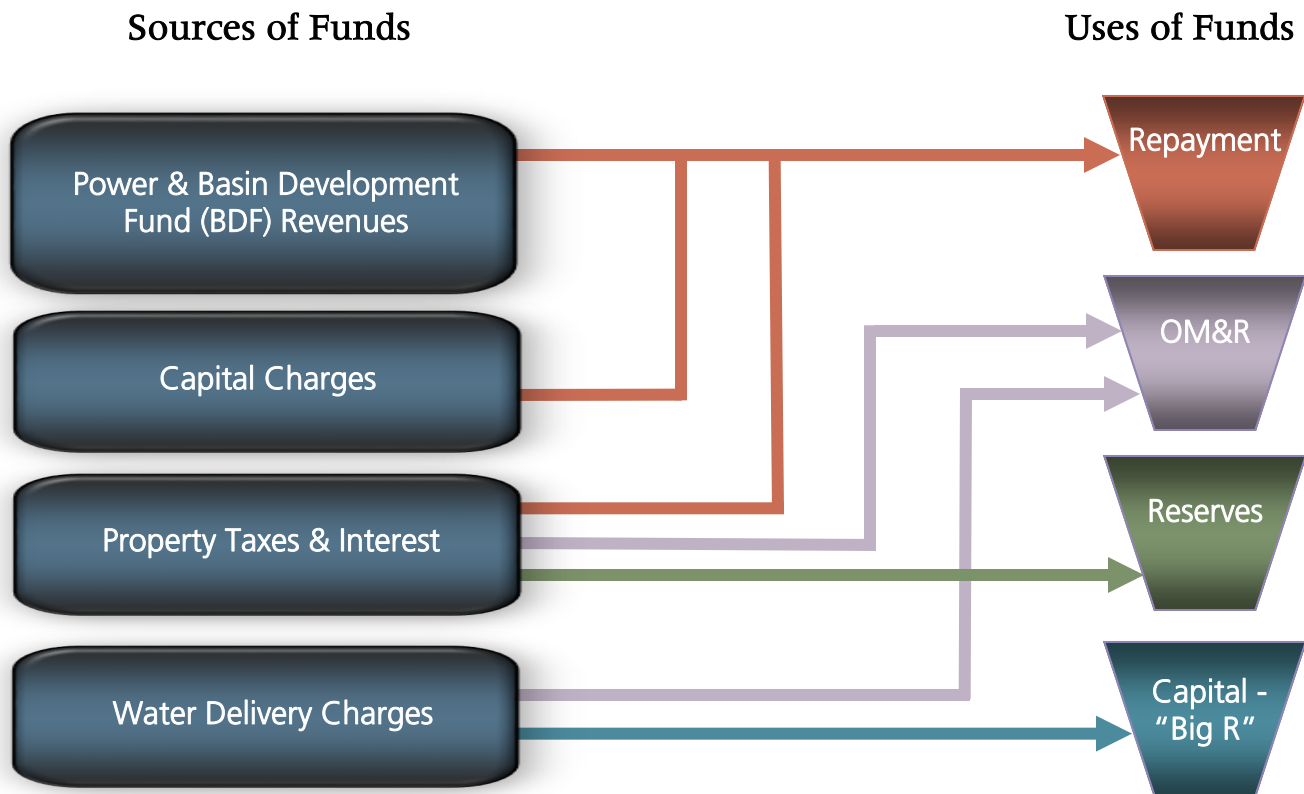 Sources of Funds
Uses of Funds
Power & Basin Development
Fund (BDF) Revenues
Capital Charges
Property Taxes & Interest
Water Delivery Charges
Repayment
OM&R
Reserves
Capital -
“Big R”